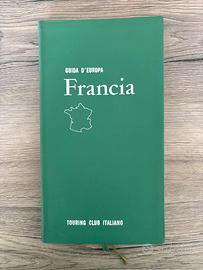 GUIDA D'EUROPA
Francia
TOURING CLUB ITALIANO